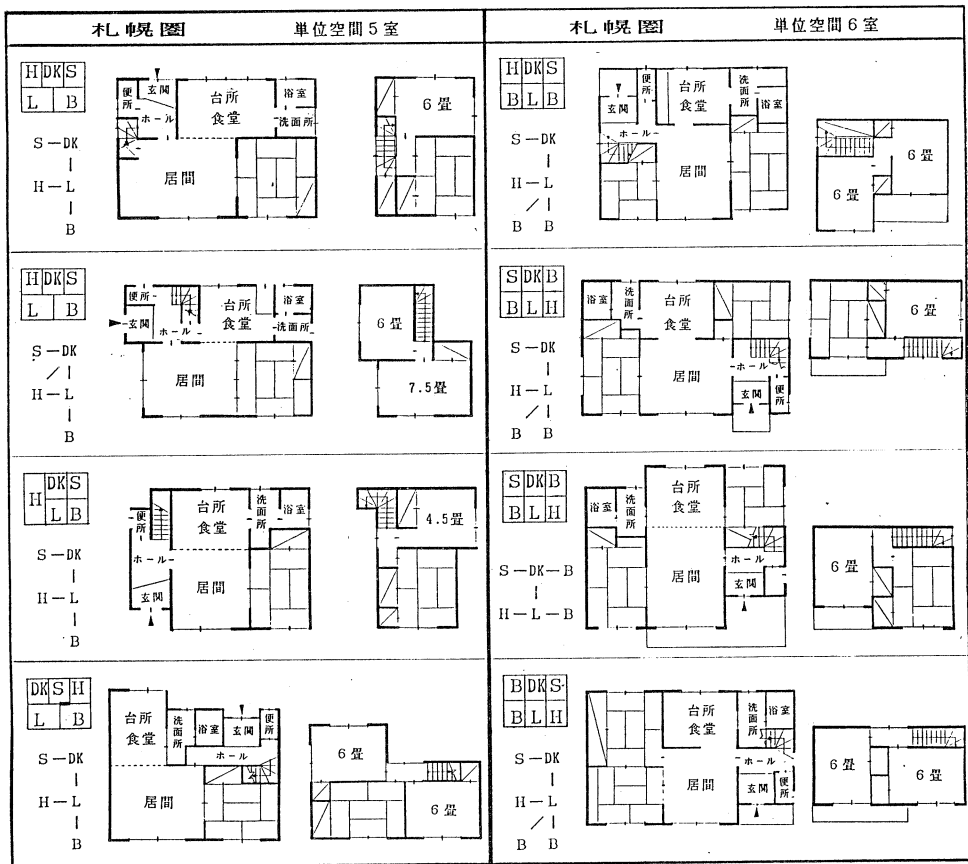 札幌圏 単位空間5室
H DK S
L B
S－DK
H－L
B
便所 玄関 台所 食堂 浴室
ホール 洗面所
居間
6畳
H DK S
L B
S－DK
H－L
B
便所 台所 食堂 浴室
玄関 ホール 洗面所
居間
6畳
7.5畳
H DK S
L B
S－DK
H－L
B
便所 台所 食堂 洗面所 浴室
ホール
玄関 居間
4.5畳
DK S H
L B
S－DK
H－L
B
台所 食堂 洗面所 浴室 玄関 便所
ホール
居間
6畳
6畳
札幌圏 単位空間6室
H DK S
B L B
S－DK
H－L
B B
玄関 便所 台所 食堂 洗面所 浴室
ホール
居間
6畳
6畳
S DK B
B L H
S－DK
H－L
B B
浴室 洗面所 台所 食堂
居間 ホール
玄関 便所
6畳
S DK B
B L H
S－DK－B
H－L－B
浴室 洗面所 台所 食堂
居間 ホール
玄関
6畳
B DK S
B L H
S－DK
H－L
B B
台所 食堂 洗面所 浴室
居間 ホール
玄関 便所
6畳
6畳